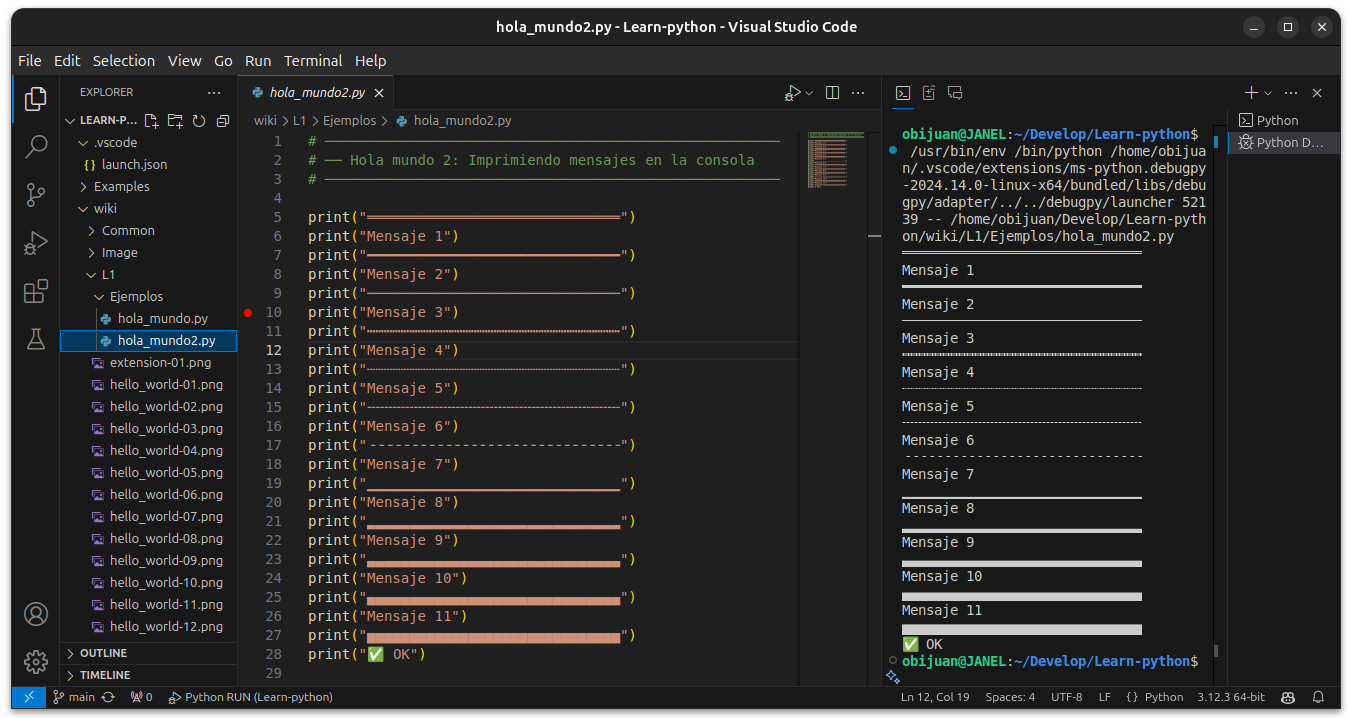 hola_mundo2.py - Learn-python - Visual Studio Code
File Edit Selection View Go Run Terminal Help
EXPLORER
LEARN-P...
.vscode
{} launch.json
Examples
wiki
Common
Image
L1
Ejemplos
hola_mundo.py
hola_mundo2.py
extension-01.png
hello_world-01.png
hello_world-02.png
hello_world-03.png
hello_world-04.png
hello_world-05.png
hello_world-06.png
hello_world-07.png
hello_world-08.png
hello_world-09.png
hello_world-10.png
hello_world-11.png
hello_world-12.png
OUTLINE
TIMELINE
hola_mundo2.py
wiki > L1 > Ejemplos > hola_mundo2.py
1 # ──────────────────────────────
2 # ── Hola mundo 2: Imprimiendo mensajes en la consola
3 # ──────────────────────────────
4
5 print("══════════════════════════════")
6 print("Mensaje 1")
7 print("━━━━━━━━━━━━━━━━━━━━━━━━━━━━━━")
8 print("Mensaje 2")
9 print("──────────────────────────────")
10 print("Mensaje 3")
11 print("┅┅┅┅┅┅┅┅┅┅┅┅┅┅┅┅┅┅┅┅┅┅┅┅┅┅┅┅┅┅")
12 print("Mensaje 4")
13 print("┈┈┈┈┈┈┈┈┈┈┈┈┈┈┈┈┈┈┈┈┈┈┈┈┈┈┈┈┈┈")
14 print("Mensaje 5")
15 print("┄┄┄┄┄┄┄┄┄┄┄┄┄┄┄┄┄┄┄┄┄┄┄┄┄┄┄┄┄┄")
16 print("Mensaje 6")
17 print("------------------------------")
18 print("Mensaje 7")
19 print("▁▁▁▁▁▁▁▁▁▁▁▁▁▁▁▁▁▁▁▁▁▁▁▁▁▁▁▁▁▁")
20 print("Mensaje 8")
21 print("▂▂▂▂▂▂▂▂▂▂▂▂▂▂▂▂▂▂▂▂▂▂▂▂▂▂▂▂▂▂")
22 print("Mensaje 9")
23 print("▃▃▃▃▃▃▃▃▃▃▃▃▃▃▃▃▃▃▃▃▃▃▃▃▃▃▃▃▃▃")
24 print("Mensaje 10")
25 print("▄▄▄▄▄▄▄▄▄▄▄▄▄▄▄▄▄▄▄▄▄▄▄▄▄▄▄▄▄▄")
26 print("Mensaje 11")
27 print("▅▅▅▅▅▅▅▅▅▅▅▅▅▅▅▅▅▅▅▅▅▅▅▅▅▅▅▅▅▅")
28 print("✅ OK")
29
obijuan@JANEL:~/Develop/Learn-python$
/usr/bin/env /bin/python /home/obijua
n/.vscode/extensions/ms-python.debugpy
-2024.14.0-linux-x64/bundled/libs/debu
gpy/adapter/../../debugpy/launcher 521
39 -- /home/obijuan/Develop/Learn-pyth
on/wiki/L1/Ejemplos/hola_mundo2.py
Mensaje 1
Mensaje 2
Mensaje 3
Mensaje 4
Mensaje 5
Mensaje 6
------------------------------
Mensaje 7
Mensaje 8
Mensaje 9
Mensaje 10
Mensaje 11
✅ OK
obijuan@JANEL:~/Develop/Learn-python$
Python
Python D...
main 0 Python RUN (Learn-python) Ln 12, Col 19 Spaces: 4 UTF-8 LF {} Python 3.12.3 64-bit